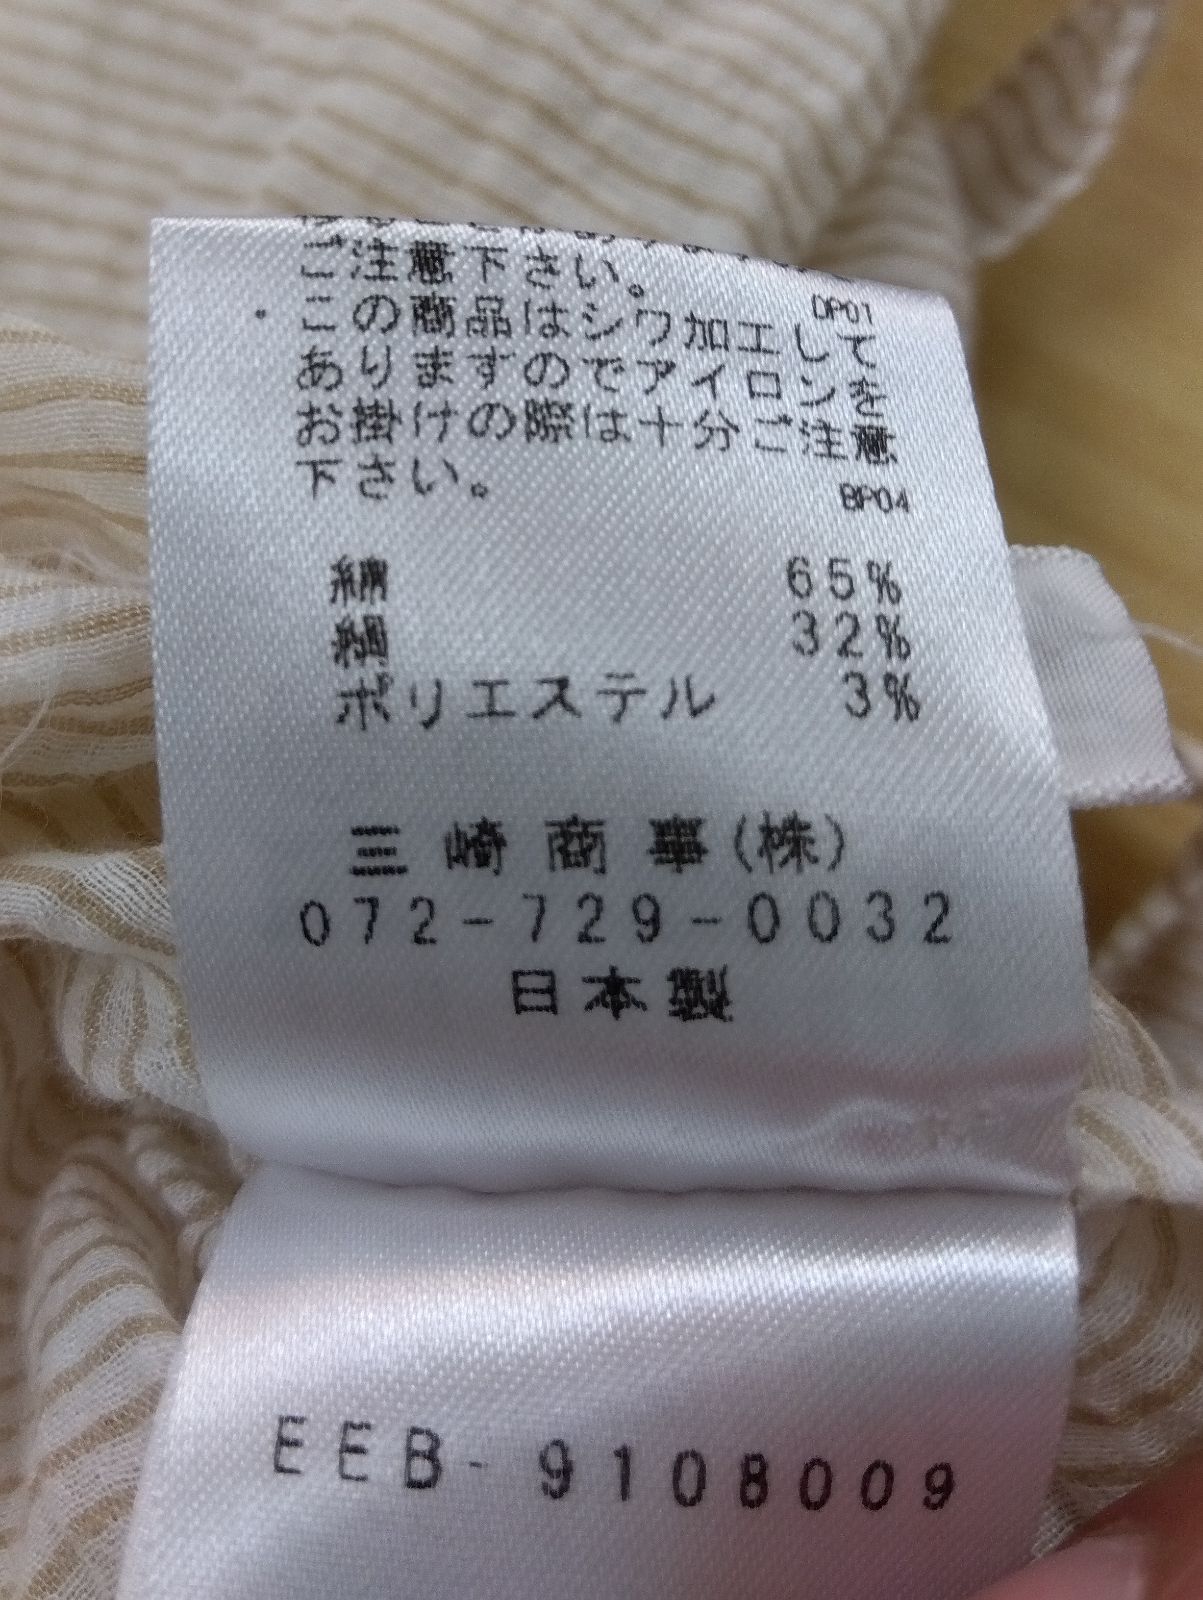 ご注意下さい。
DP01
・この商品はシワ加工して
ありますのでアイロンを
お掛けの際は十分ご注意
下さい。
BP04
綿 65%
絹 32%
ポリエステル 3%
三崎商事(株)
072-729-0032
日本製
EEB-9108009